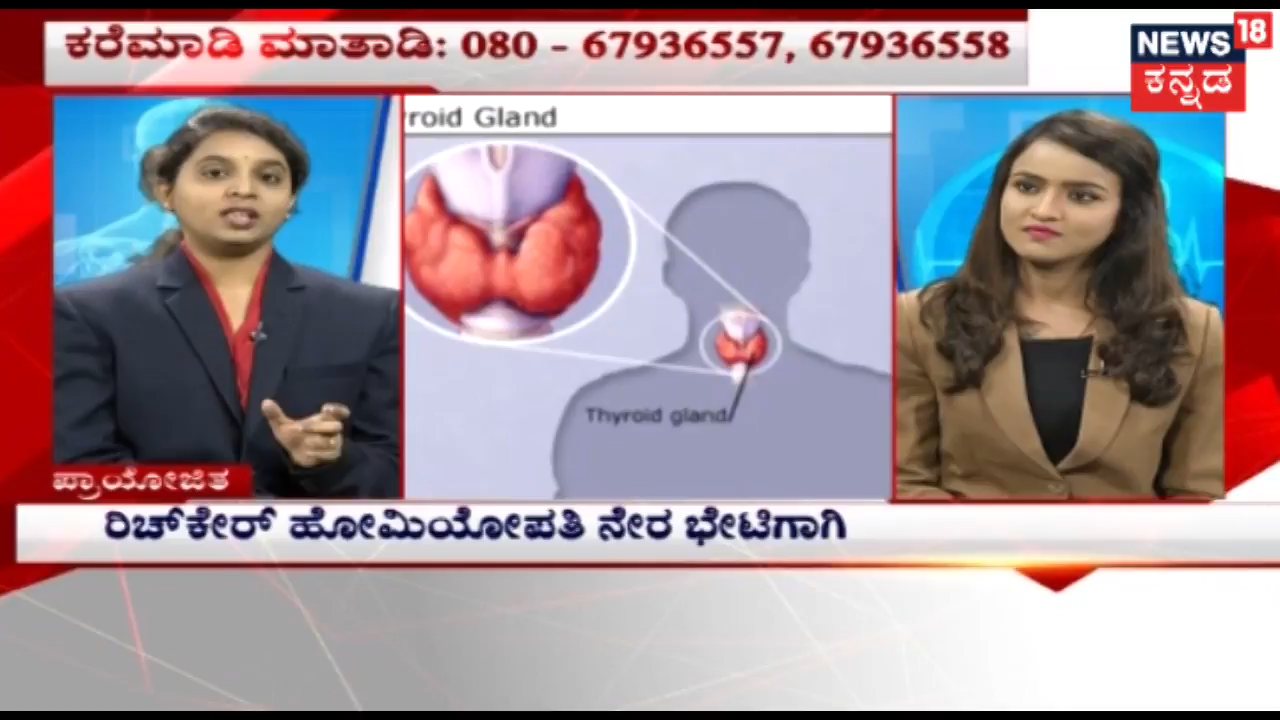 ಕರೆಮಾಡಿ ಮಾತಾಡಿ: 080 - 67936557, 67936558
NEWS 18
ಕನ್ನಡ
roid Gland
Thyroid gland
ಪ್ರಾಯೋಜಿತ
ರಿಚ್‌ಕೇರ್ ಹೋಮಿಯೋಪತಿ ನೇರ ಭೇಟಿಗಾಗಿ